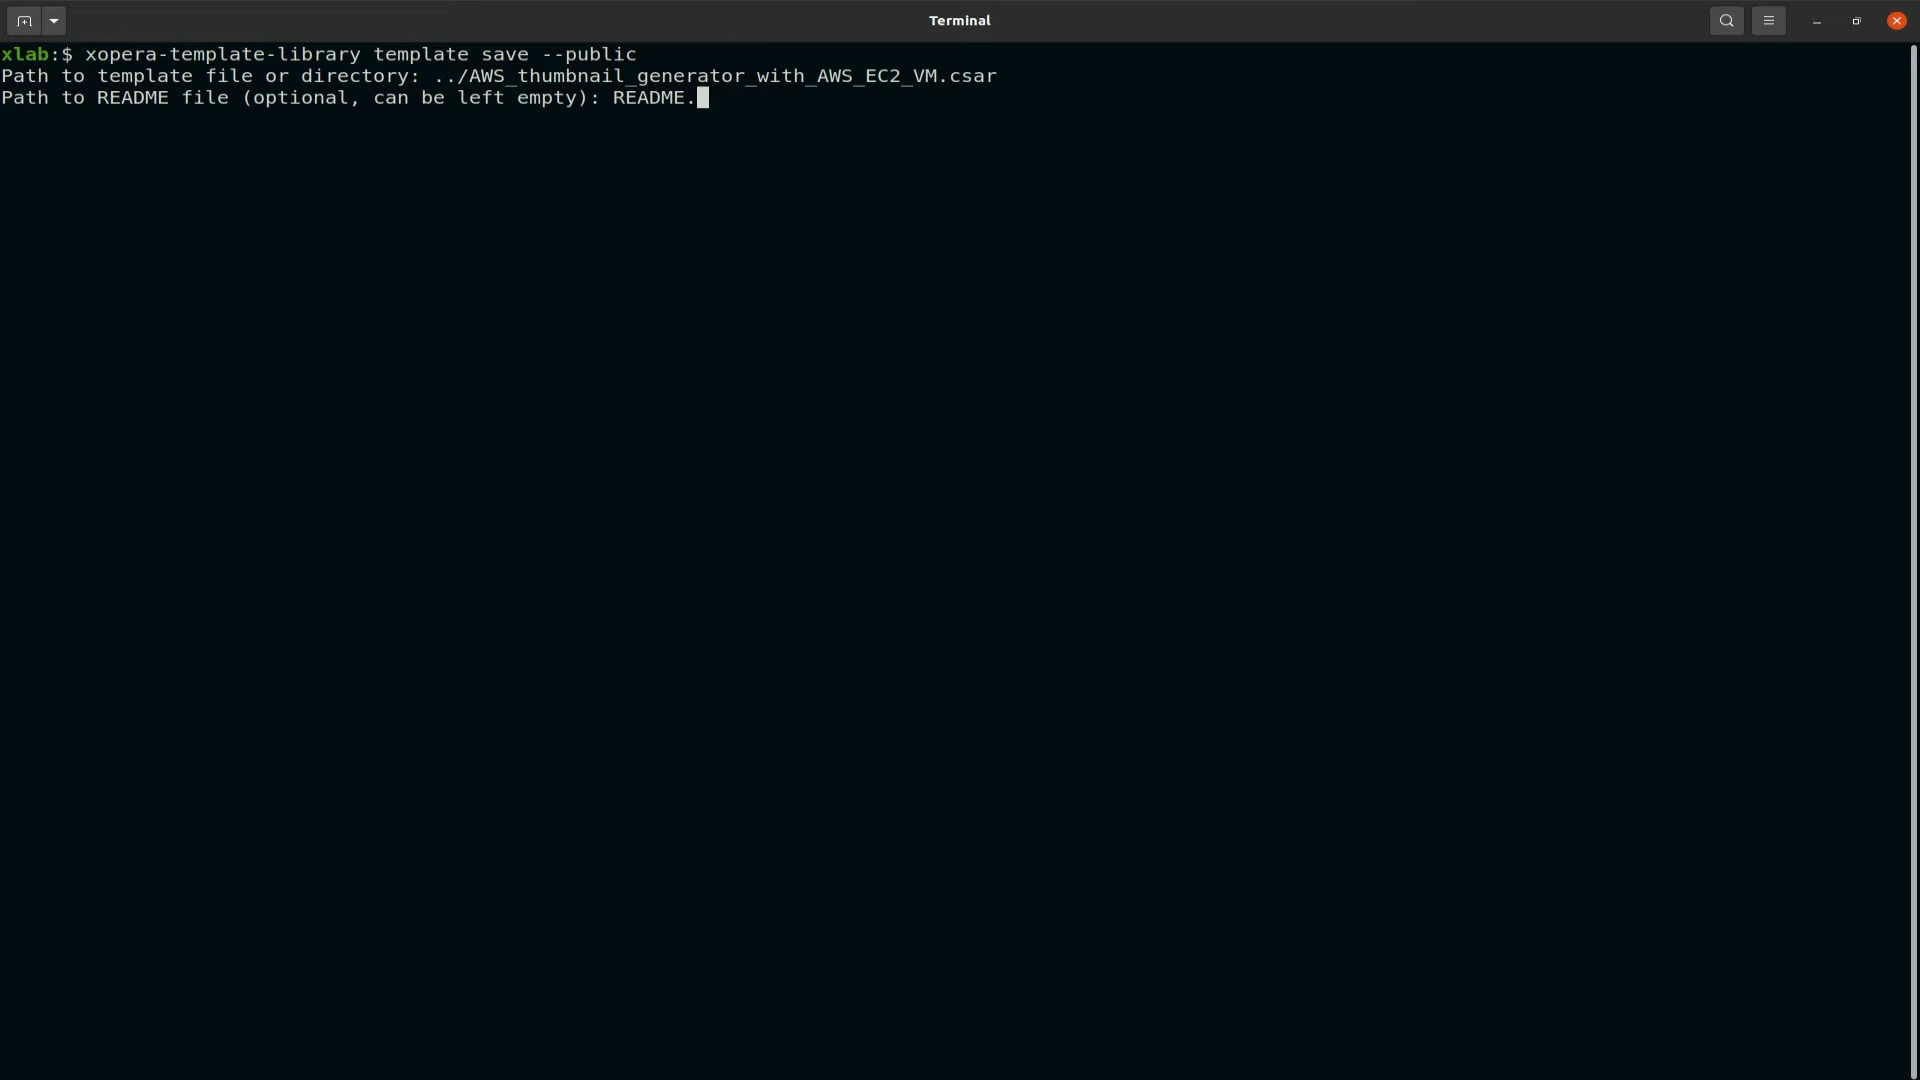 Terminal
xlab:$ xopera-template-library template save --public
Path to template file or directory: ../AWS_thumbnail_generator_with_AWS_EC2_VM.csar
Path to README file (optional, can be left empty): README.